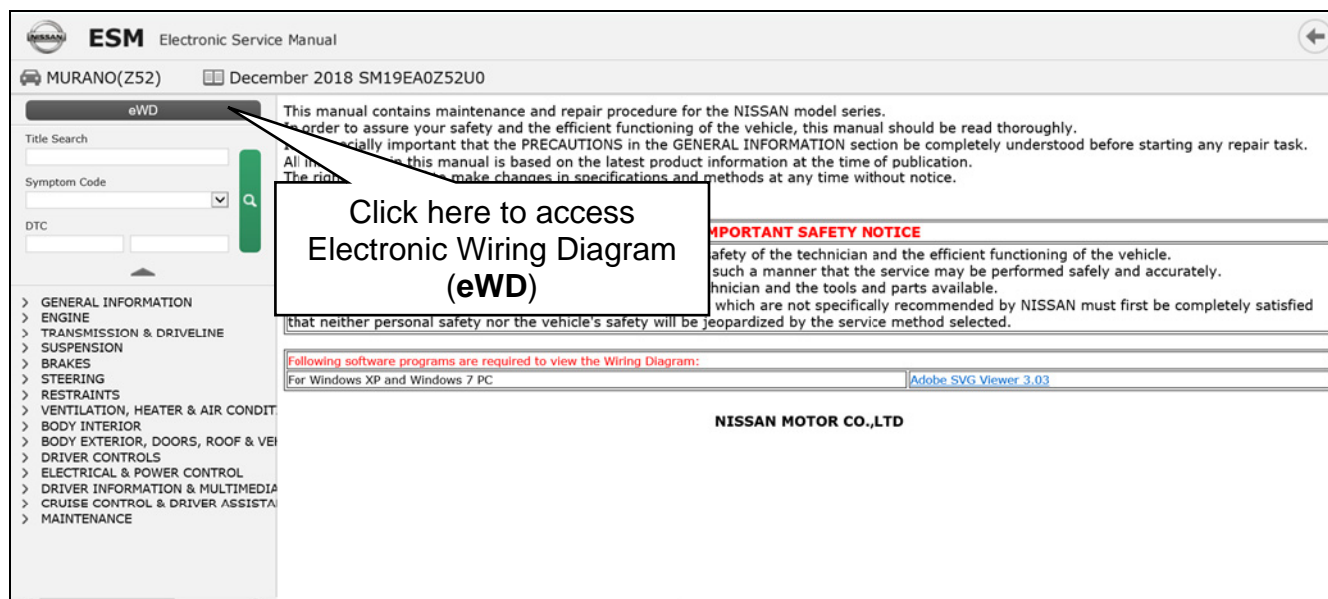 NISSAN
ESM Electronic Service Manual
MURANO(Z52) December 2018 SM19EA0Z52U0
eWD
Title Search
Symptom Code
DTC
> GENERAL INFORMATION
> ENGINE
> TRANSMISSION & DRIVELINE
> SUSPENSION
> BRAKES
> STEERING
> RESTRAINTS
> VENTILATION, HEATER & AIR CONDIT
> BODY INTERIOR
> BODY EXTERIOR, DOORS, ROOF & VEH
> DRIVER CONTROLS
> ELECTRICAL & POWER CONTROL
> DRIVER INFORMATION & MULTIMEDIA
> CRUISE CONTROL & DRIVER ASSISTA
> MAINTENANCE
This manual contains maintenance and repair procedure for the NISSAN model series.
In order to assure your safety and the efficient functioning of the vehicle, this manual should be read thoroughly.
important that the PRECAUTIONS in the GENERAL INFORMATION section be completely understood before starting any repair task.
All in this manual is based on the latest product information at the time of publication.
The make changes in specifications and methods at any time without notice.
Click here to access
Electronic Wiring Diagram
(eWD)
IMPORTANT SAFETY NOTICE
safety of the technician and the efficient functioning of the vehicle.
such a manner that the service may be performed safely and accurately.
and the tools and parts available.
which are not specifically recommended by NISSAN must first be completely satisfied
that neither personal safety nor the vehicle's safety will be jeopardized by the service method selected.
Following software programs are required to view the Wiring Diagram:
For Windows XP and Windows 7 PC Adobe SVG Viewer 3.03
NISSAN MOTOR CO.,LTD